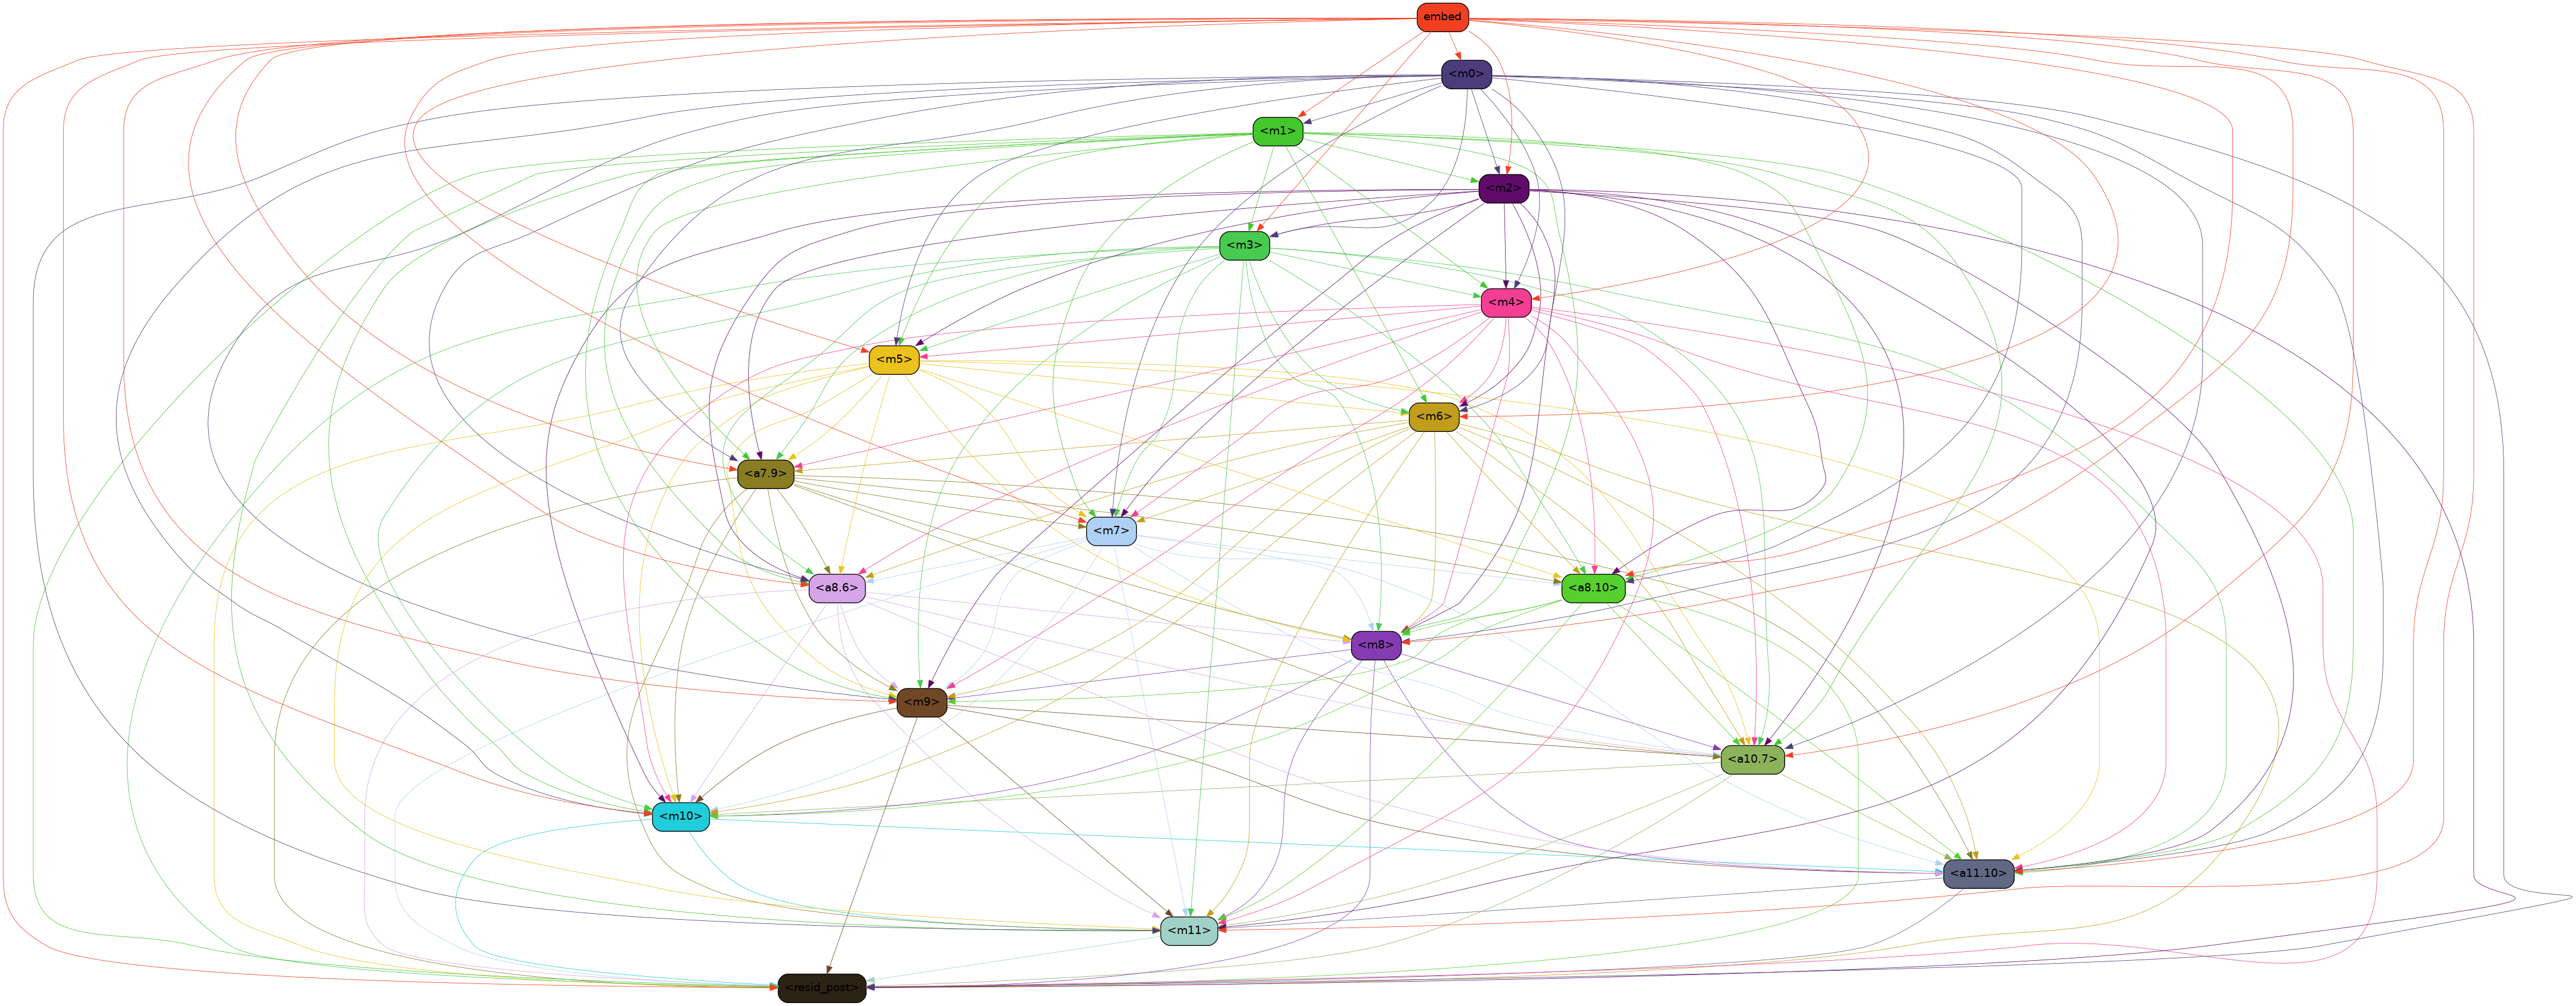 embed
<m0>
<m1>
<m2>
<m3>
<m4>
<m5>
<m6>
<a7.9>
<m7>
<a8.6>
<a8.10>
<m8>
<m9>
<a10.7>
<m10>
<a11.10>
<m11>
<resid_post>